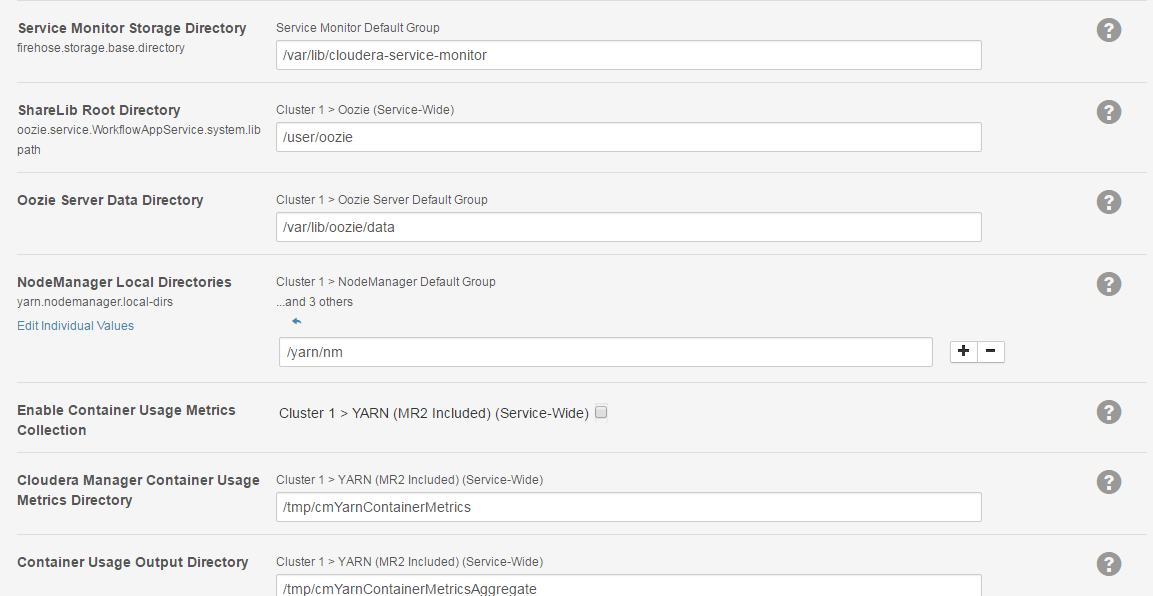 Service Monitor Storage Directory
firehose.storage.base.directory
Service Monitor Default Group
/var/lib/cloudera-service-monitor
?
ShareLib Root Directory
oozie.service.WorkflowAppService.system.lib
path
Cluster 1 > Oozie (Service-Wide)
/user/oozie
?
Oozie Server Data Directory
Cluster 1 > Oozie Server Default Group
/var/lib/oozie/data
?
NodeManager Local Directories
yarn.nodemanager.local-dirs
Edit Individual Values
Cluster 1 > NodeManager Default Group
...and 3 others
/yarn/nm
?
Enable Container Usage Metrics
Collection
Cluster 1 > YARN (MR2 Included) (Service-Wide)
?
Cloudera Manager Container Usage
Metrics Directory
Cluster 1 > YARN (MR2 Included) (Service-Wide)
/tmp/cmYarnContainerMetrics
?
Container Usage Output Directory
Cluster 1 > YARN (MR2 Included) (Service-Wide)
/tmp/cmYarnContainerMetricsAggregate
?